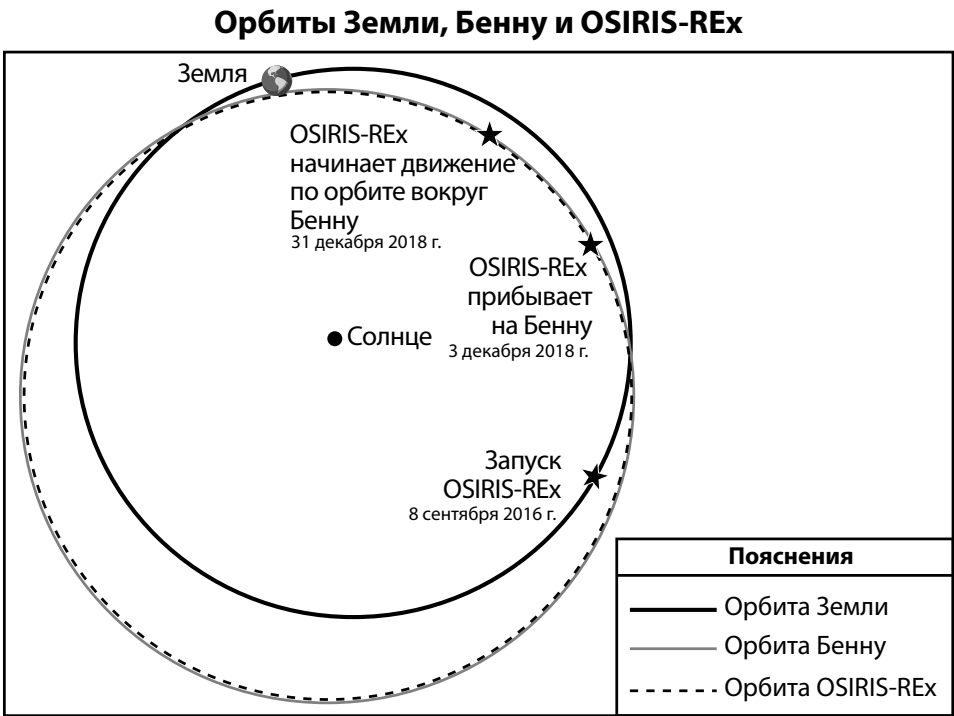 Орбиты Земли, Бенну и OSIRIS-REx
Земля
OSIRIS-REx
начинает движение
по орбите вокруг
Бенну
31 декабря 2018 г.
OSIRIS-REx
прибывает
на Бенну
3 декабря 2018 г.
Солнце
Запуск
OSIRIS-REx
8 сентября 2016 г.
Пояснения
Орбита Земли
Орбита Бенну
Орбита OSIRIS-REx